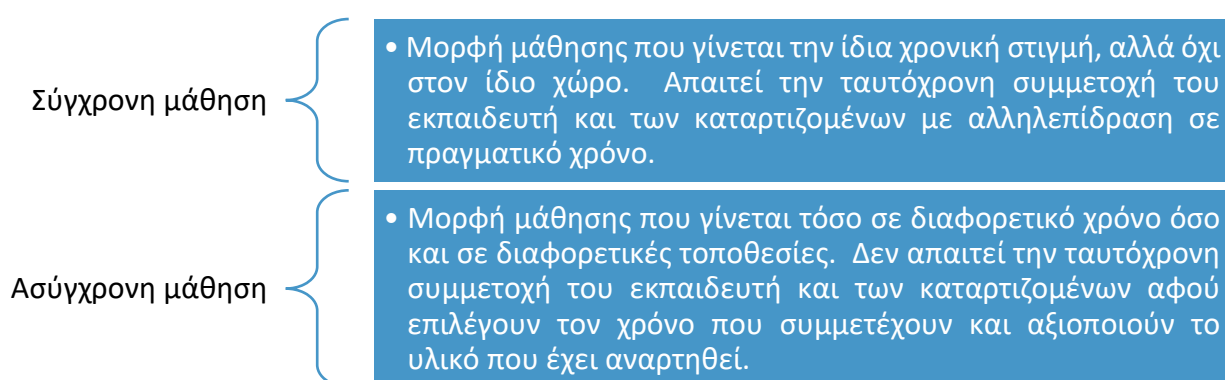 Σύγχρονη μάθηση
• Μορφή μάθησης που γίνεται την ίδια χρονική στιγμή, αλλά όχι
στον ίδιο χώρο. Απαιτεί την ταυτόχρονη συμμετοχή του
εκπαιδευτή και των καταρτιζομένων με αλληλεπίδραση σε
πραγματικό χρόνο.
Ασύγχρονη μάθηση
• Μορφή μάθησης που γίνεται τόσο σε διαφορετικό χρόνο όσο
και σε διαφορετικές τοποθεσίες. Δεν απαιτεί την ταυτόχρονη
συμμετοχή του εκπαιδευτή και των καταρτιζομένων αφού
επιλέγουν τον χρόνο που συμμετέχουν και αξιοποιούν το
υλικό που έχει αναρτηθεί.